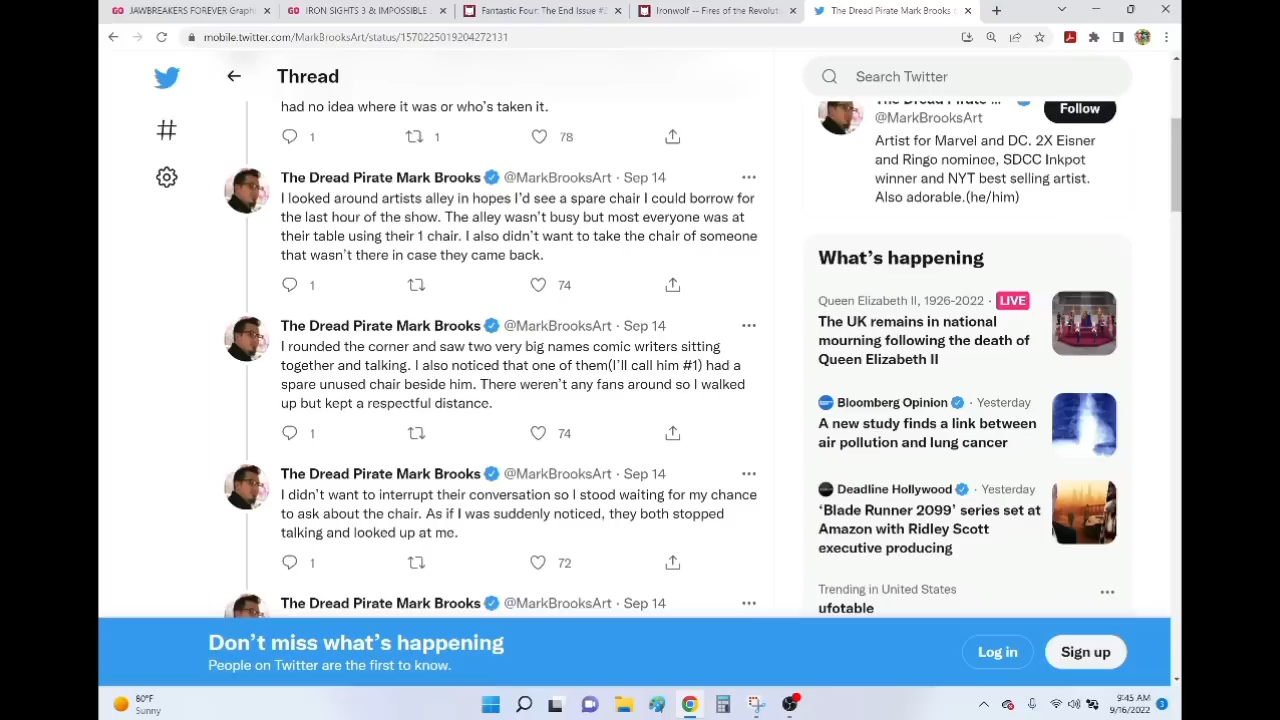 JAWBREAKERS FOREVER Graph
IRON SIGHTS 3 & IMPOSSIBLE
Fantastic Four: The End Issue #
Ironwolf -- Fires of the Revolut
The Dread Pirate Mark Brooks
mobile.twitter.com/MarkBrooksArt/status/1570225019204272131
Thread
had no idea where it was or who's taken it.
1 1 78
The Dread Pirate Mark Brooks @MarkBrooksArt · Sep 14
I looked around artists alley in hopes I'd see a spare chair I could borrow for
the last hour of the show. The alley wasn't busy but most everyone was at
their table using their 1 chair. I also didn't want to take the chair of someone
that wasn't there in case they came back.
1 74
The Dread Pirate Mark Brooks @MarkBrooksArt · Sep 14
I rounded the corner and saw two very big names comic writers sitting
together and talking. I also noticed that one of them(I'll call him #1) had a
spare unused chair beside him. There weren't any fans around so I walked
up but kept a respectful distance.
1 74
The Dread Pirate Mark Brooks @MarkBrooksArt · Sep 14
I didn't want to interrupt their conversation so I stood waiting for my chance
to ask about the chair. As if I was suddenly noticed, they both stopped
talking and looked up at me.
1 72
The Dread Pirate Mark Brooks @MarkBrooksArt · Sep 14
Search Twitter
The Dread Pirate ...
@MarkBrooksArt
Follow
Artist for Marvel and DC. 2X Eisner
and Ringo nominee, SDCC Inkpot
winner and NYT best selling artist.
Also adorable.(he/him)
What's happening
Queen Elizabeth II, 1926-2022 · LIVE
The UK remains in national
mourning following the death of
Queen Elizabeth II
Bloomberg Opinion · Yesterday
A new study finds a link between
air pollution and lung cancer
Deadline Hollywood · Yesterday
‘Blade Runner 2099’ series set at
Amazon with Ridley Scott
executive producing
Trending in United States
ufotable
Don't miss what's happening
People on Twitter are the first to know.
Log in
Sign up
Sunny
9:45 AM
9/16/2022